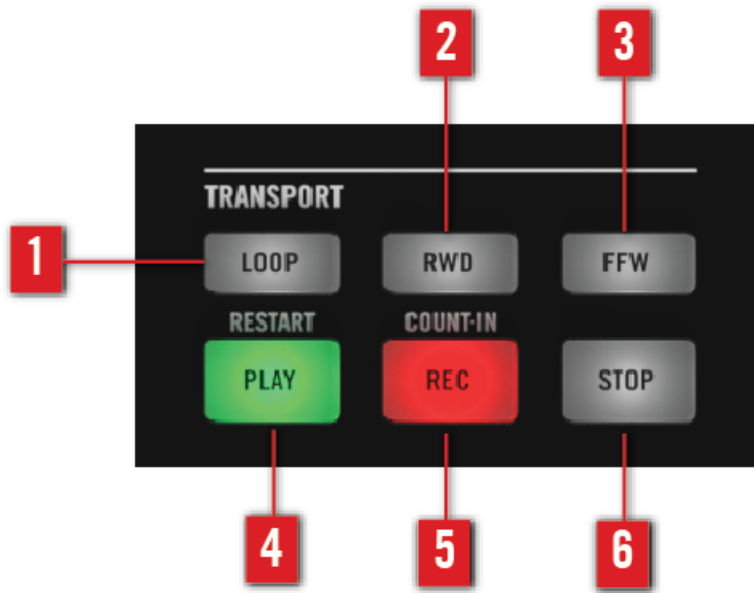 2 3
TRANSPORT
1 LOOP RWD FFW
RESTART COUNT-IN
PLAY REC STOP
4 5 6